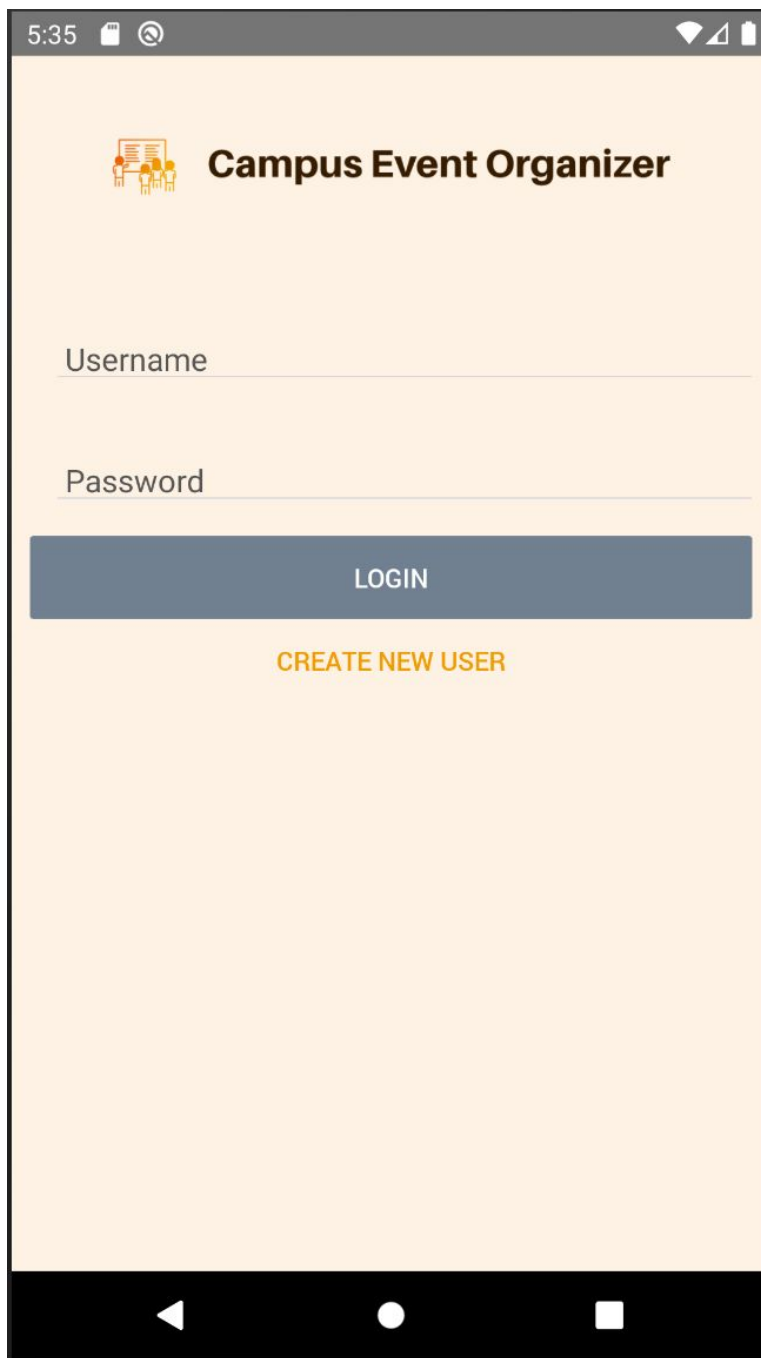 5:35
Campus Event Organizer
Username
Password
LOGIN
CREATE NEW USER